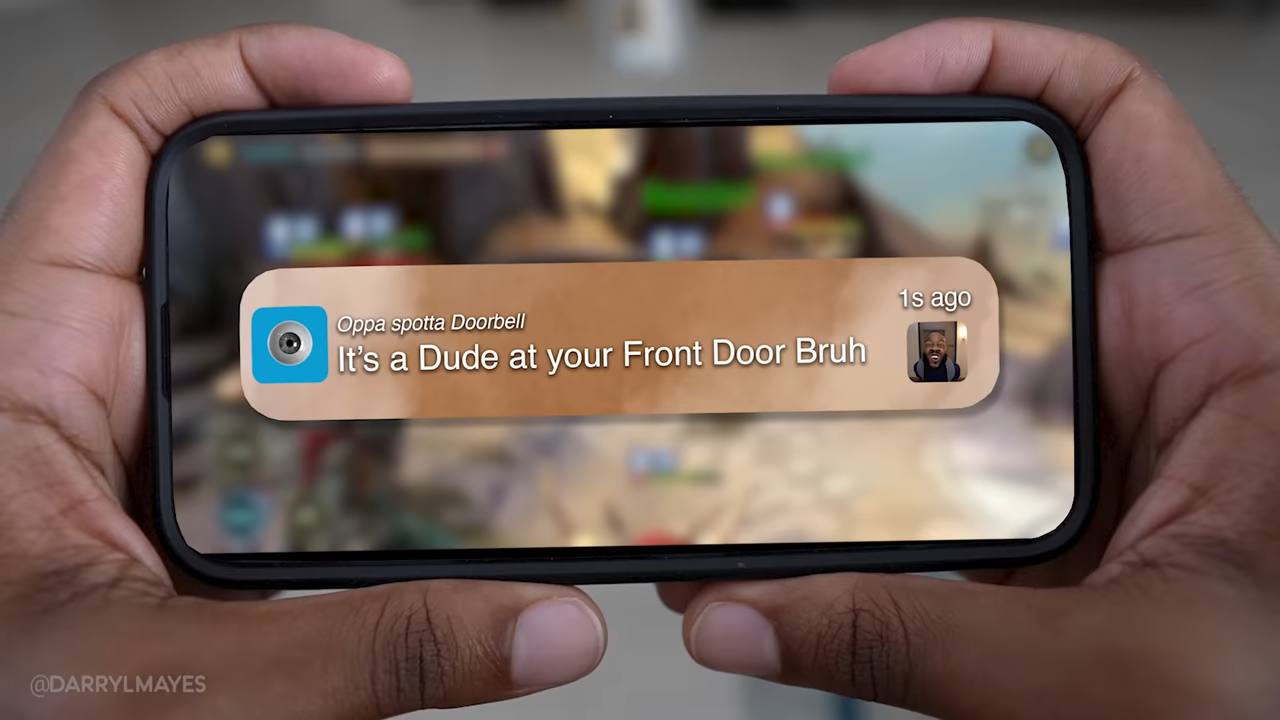 Oppa spotta Doorbell
It's a Dude at your Front Door Bruh
1s ago
@DARRYLMAYES